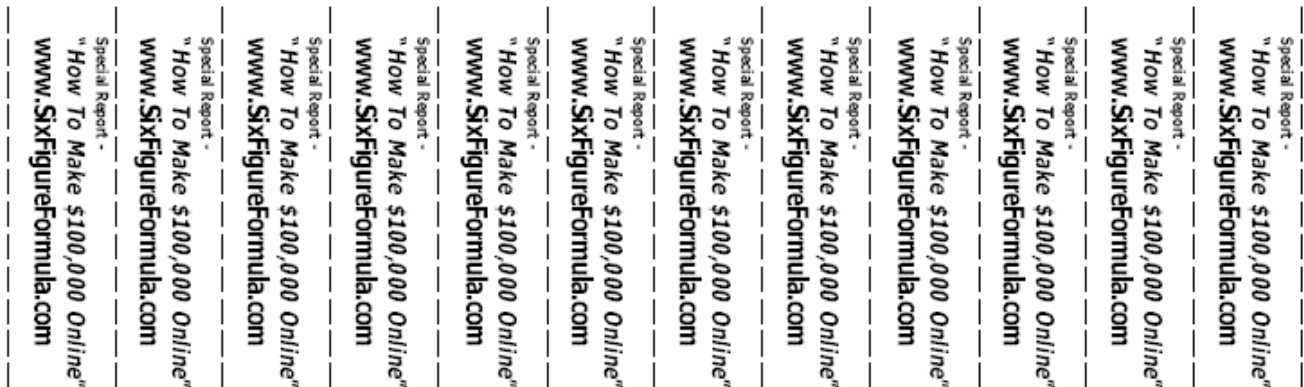 Special Report -
"How To Make $100,000 Online"
www.SixFigureFormula.com
Special Report -
"How To Make $100,000 Online"
www.SixFigureFormula.com
Special Report -
"How To Make $100,000 Online"
www.SixFigureFormula.com
Special Report -
"How To Make $100,000 Online"
www.SixFigureFormula.com
Special Report -
"How To Make $100,000 Online"
www.SixFigureFormula.com
Special Report -
"How To Make $100,000 Online"
www.SixFigureFormula.com
Special Report -
"How To Make $100,000 Online"
www.SixFigureFormula.com
Special Report -
"How To Make $100,000 Online"
www.SixFigureFormula.com
Special Report -
"How To Make $100,000 Online"
www.SixFigureFormula.com
Special Report -
"How To Make $100,000 Online"
www.SixFigureFormula.com
Special Report -
"How To Make $100,000 Online"
www.SixFigureFormula.com
Special Report -
"How To Make $100,000 Online"
www.SixFigureFormula.com